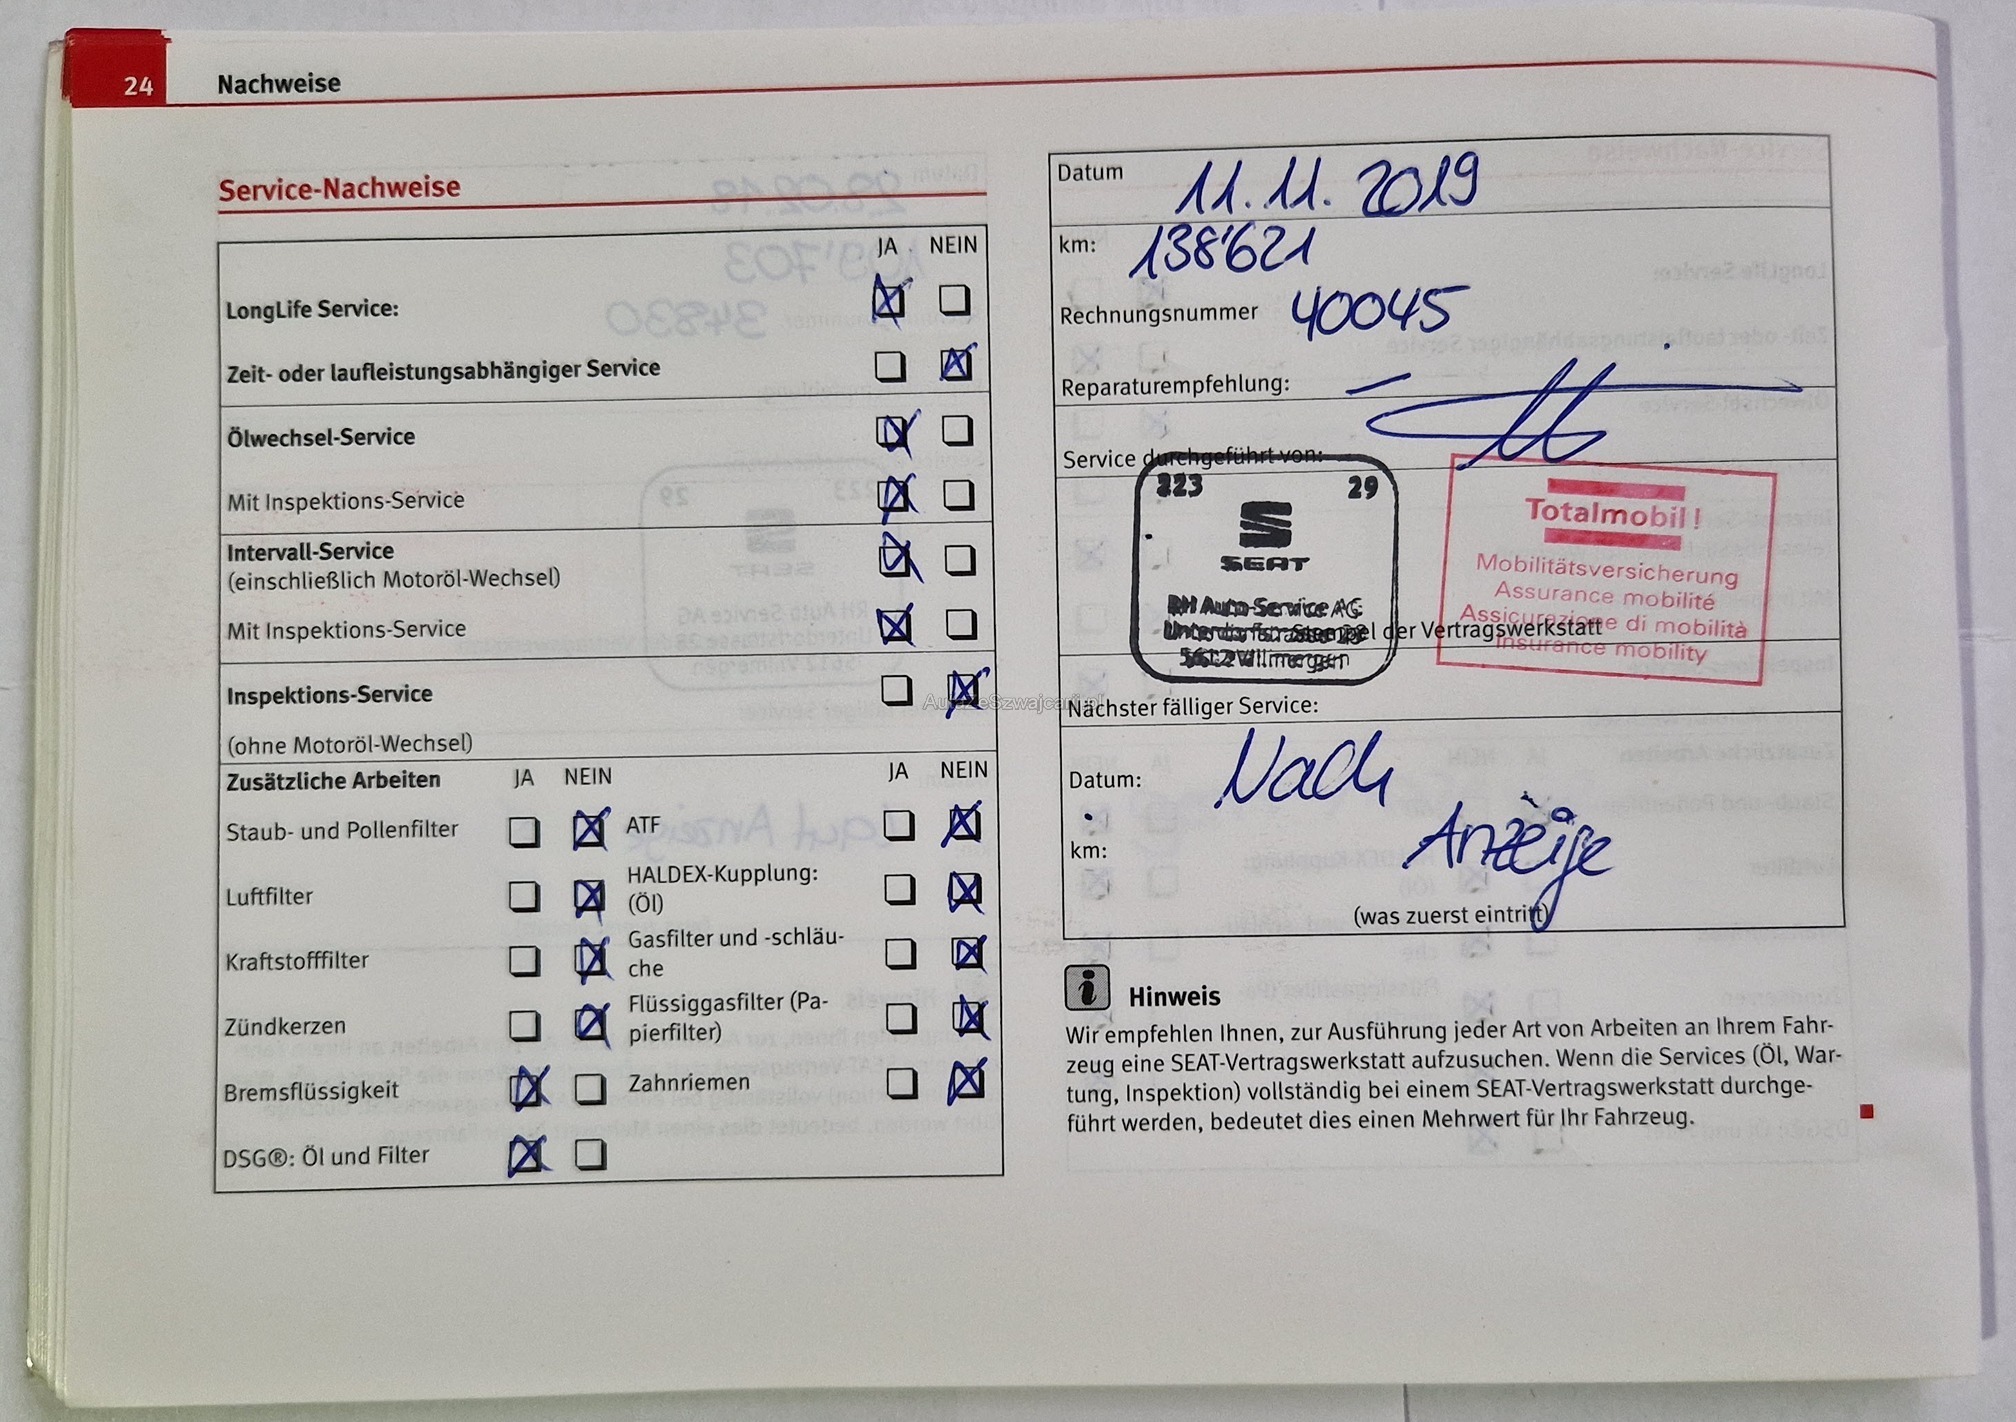 24 Nachweise
Service-Nachweise
JA NEIN
LongLife Service:
Zeit- oder laufleistungsabhängiger Service
Ölwechsel-Service
Mit Inspektions-Service
Intervall-Service
(einschließlich Motoröl-Wechsel)
Mit Inspektions-Service
Inspektions-Service
(ohne Motoröl-Wechsel)
Zusätzliche Arbeiten JA NEIN JA NEIN
Staub- und Pollenfilter ATF
Luftfilter HALDEX-Kupplung:
(Öl)
Kraftstofffilter Gasfilter und -schläu-
che
Zündkerzen Flüssiggasfilter (Pa-
pierfilter)
Bremsflüssigkeit Zahnriemen
DSG®: Öl und Filter
Datum 11.11.2019
km: 138'621
Rechnungsnummer 40045
Reparaturempfehlung:
Service durchgeführt von:
223 29
SEAT
RH Auto-Service AG
Unterdorfstrasse 28
5612 Villmergen
Stempel der Vertragswerkstatt
Totalmobil!
Mobilitätsversicherung
Assurance mobilité
Assicurazione di mobilità
Insurance mobility
AutaZeSzwajcarii.pl
Nächster fälliger Service:
Datum: Nach
km: Anzeige
(was zuerst eintritt)
i Hinweis
Wir empfehlen Ihnen, zur Ausführung jeder Art von Arbeiten an Ihrem Fahr-
zeug eine SEAT-Vertragswerkstatt aufzusuchen. Wenn die Services (Öl, War-
tung, Inspektion) vollständig bei einem SEAT-Vertragswerkstatt durchge-
führt werden, bedeutet dies einen Mehrwert für Ihr Fahrzeug.